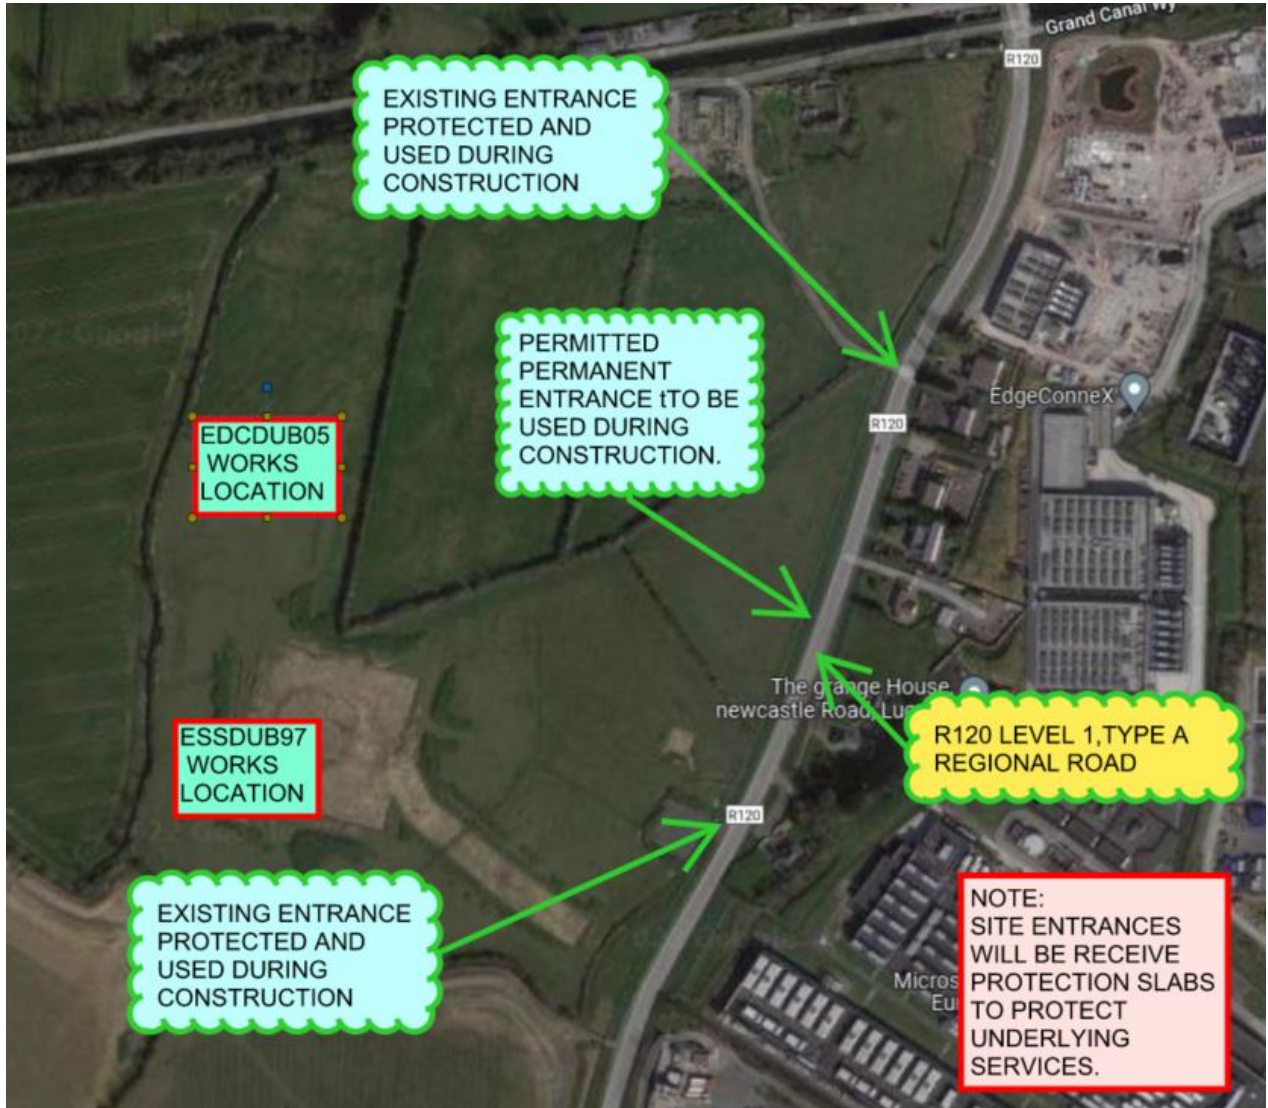 Grand Canal Wy
R120
EXISTING ENTRANCE
PROTECTED AND
USED DURING
CONSTRUCTION
PERMITTED
PERMANENT
ENTRANCE tTO BE
USED DURING
CONSTRUCTION.
EdgeConneX
R120
EDCDUB05
WORKS
LOCATION
The grange House,
newcastle Road, Luc
R120 LEVEL 1,TYPE A
REGIONAL ROAD
ESSDUB97
WORKS
LOCATION
R120
EXISTING ENTRANCE
PROTECTED AND
USED DURING
CONSTRUCTION
NOTE:
SITE ENTRANCES
WILL BE RECEIVE
PROTECTION SLABS
TO PROTECT
UNDERLYING
SERVICES.
Micros
Eu